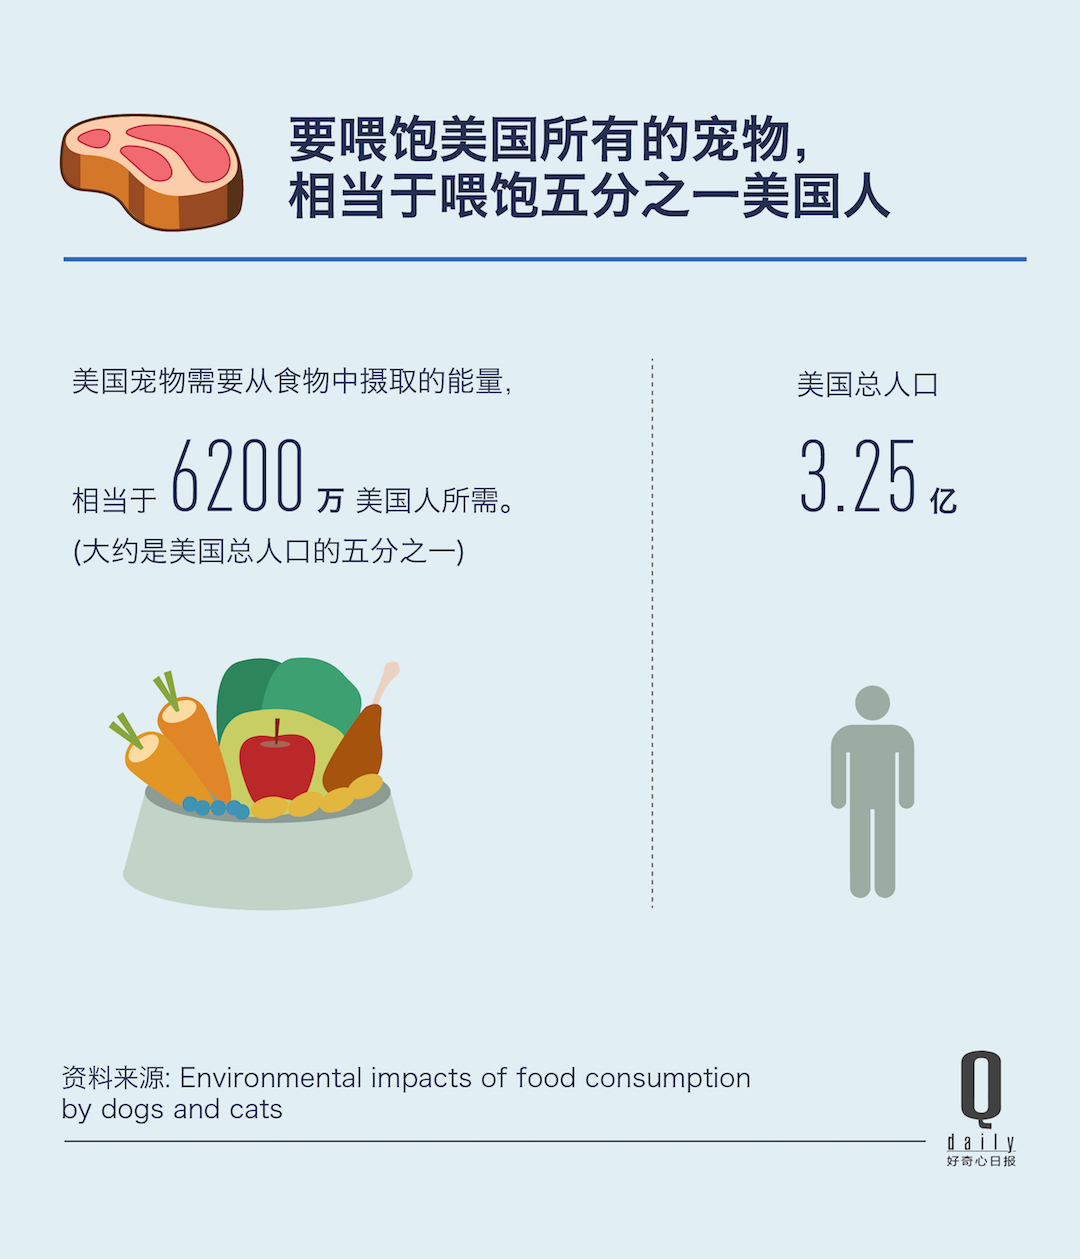 要喂饱美国所有的宠物，
相当于喂饱五分之一美国人
美国宠物需要从食物中摄取的能量，
相当于 6200 万 美国人所需。
(大约是美国总人口的五分之一)
美国总人口
3.25 亿
资料来源: Environmental impacts of food consumption
by dogs and cats
Q
daily
好奇心日报